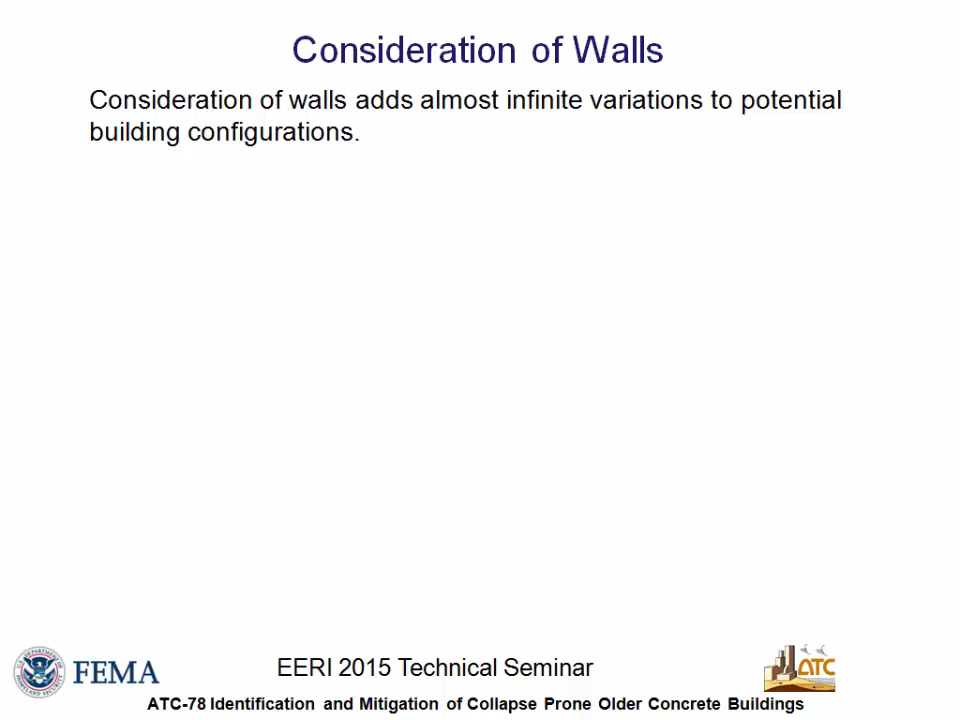 Consideration of Walls
Consideration of walls adds almost infinite variations to potential
building configurations.
FEMA
EERI 2015 Technical Seminar
ATC
ATC-78 Identification and Mitigation of Collapse Prone Older Concrete Buildings